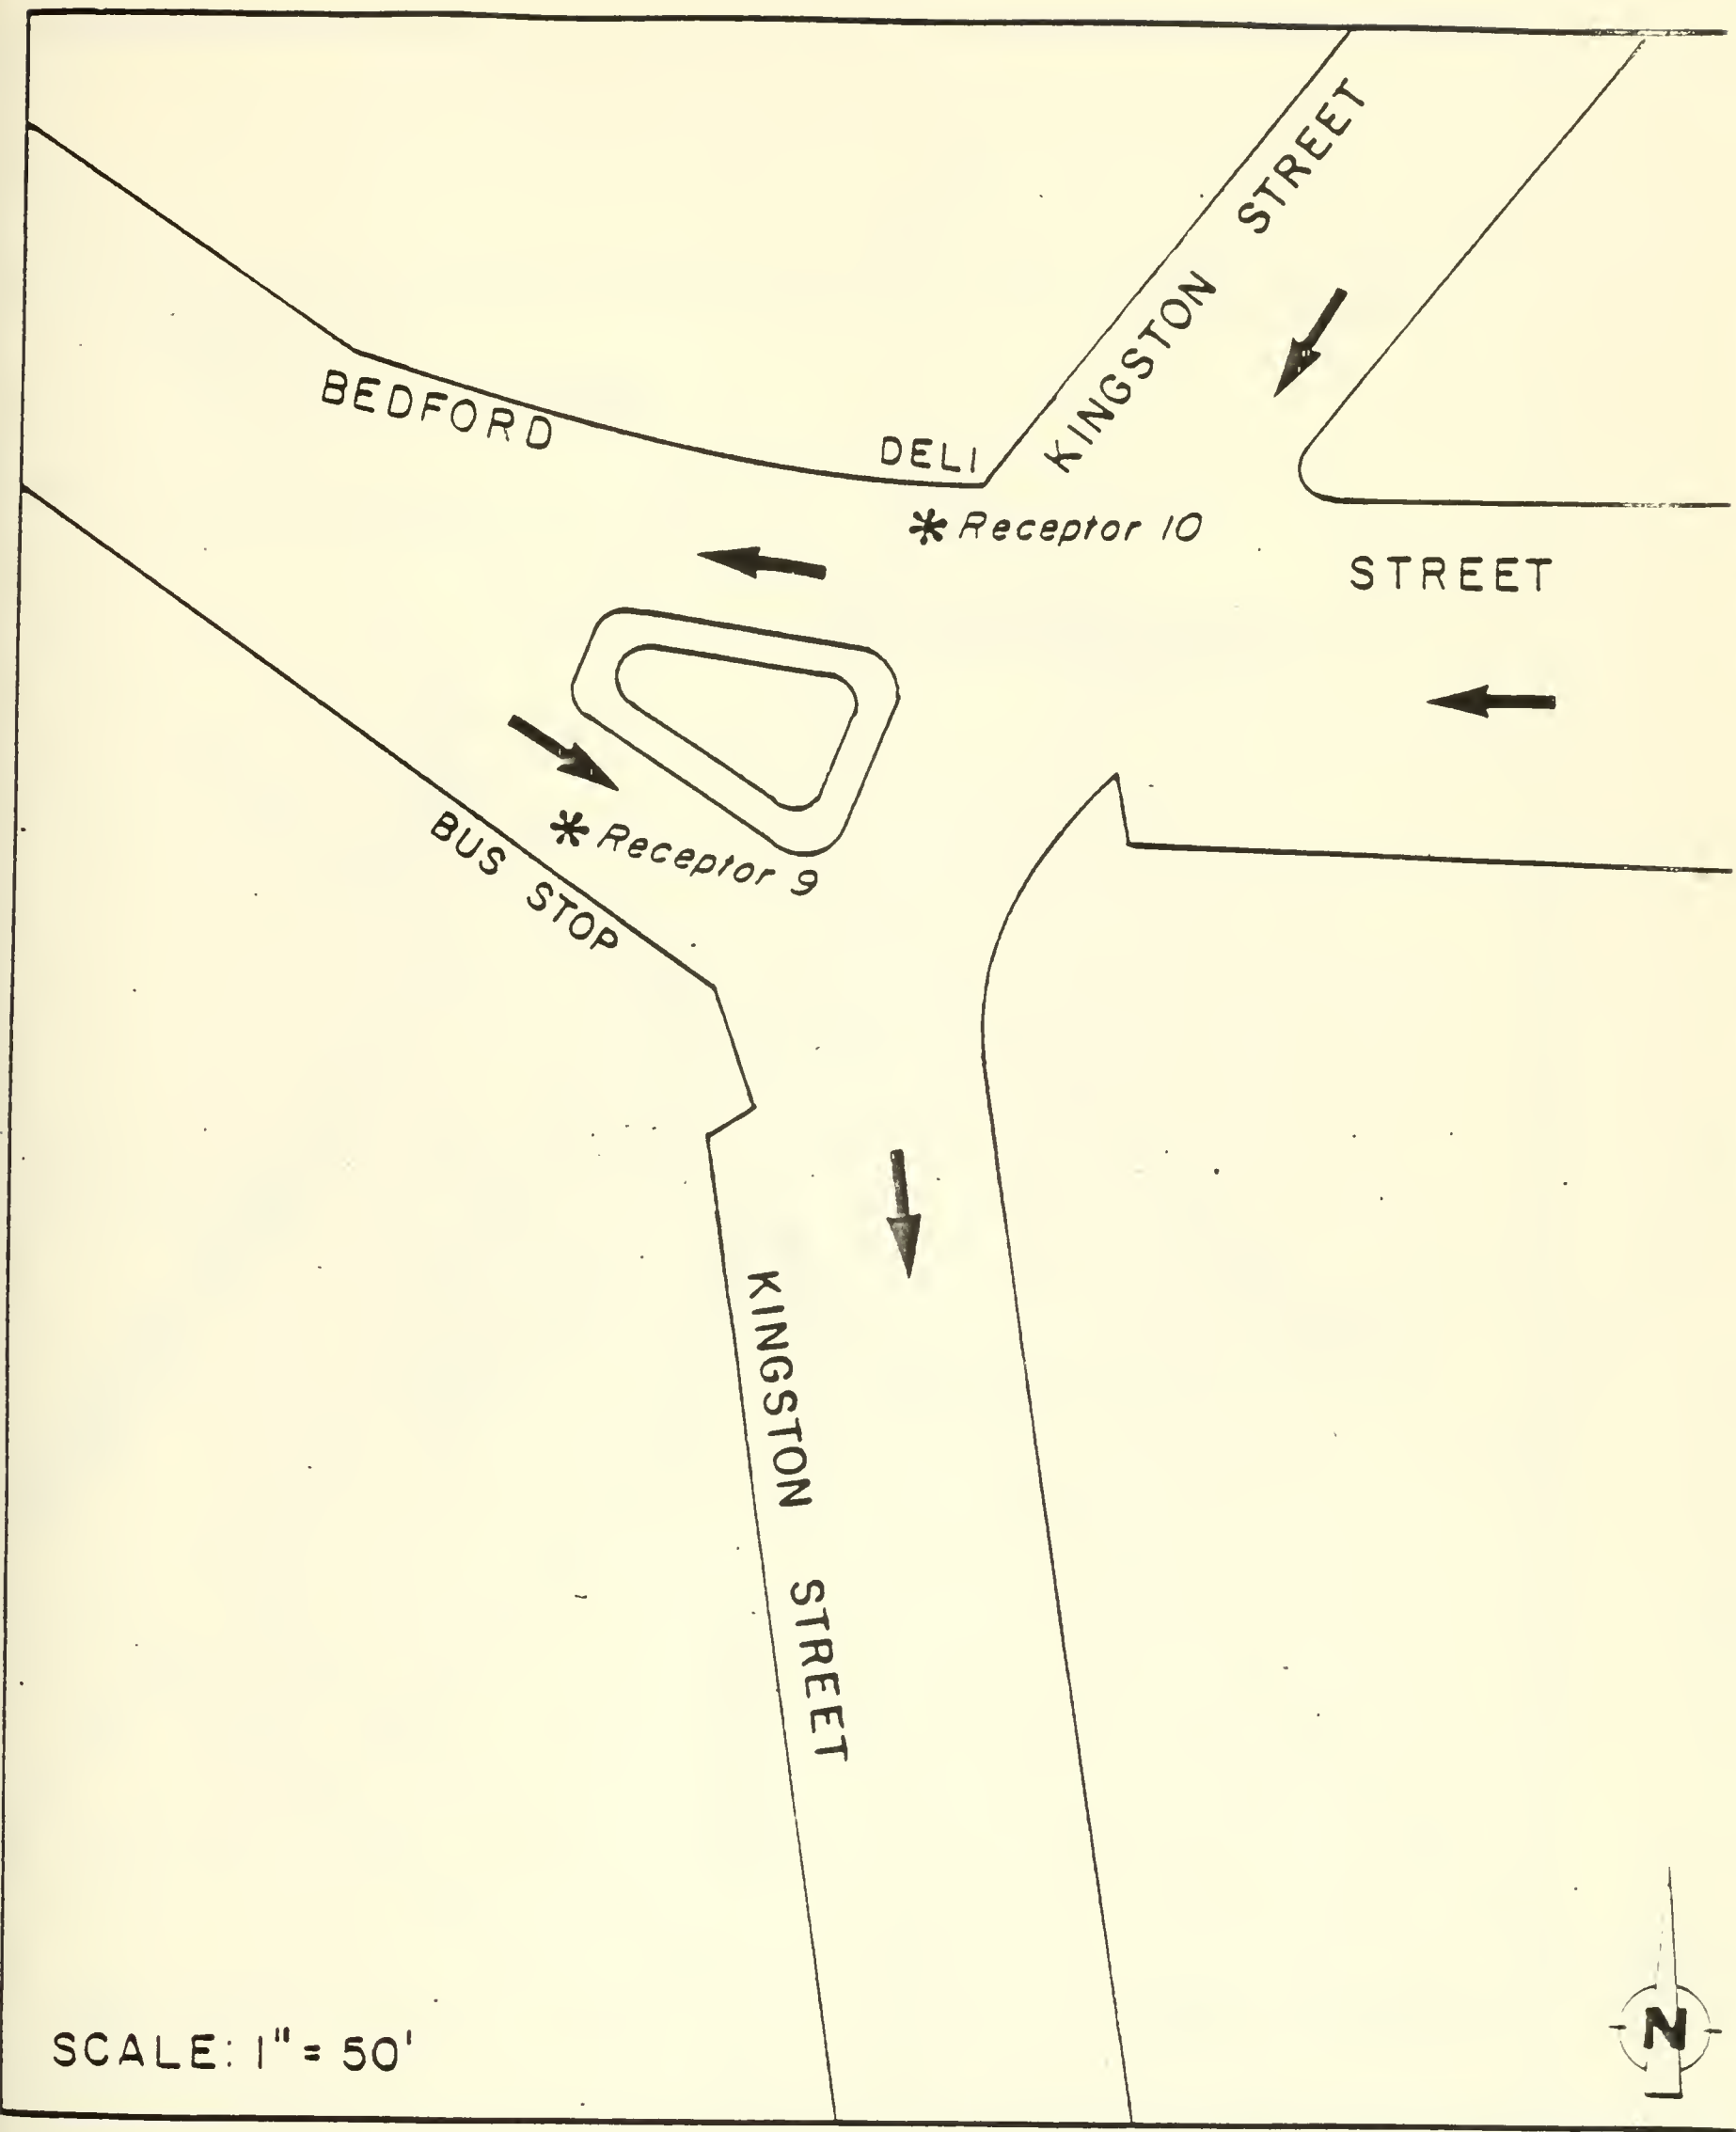 KINGSTON STREET
BEDFORD
DELI
* Receptor 10
STREET
* Receptor 9
BUS STOP
KINGSTON STREET
SCALE: 1" = 50'
N